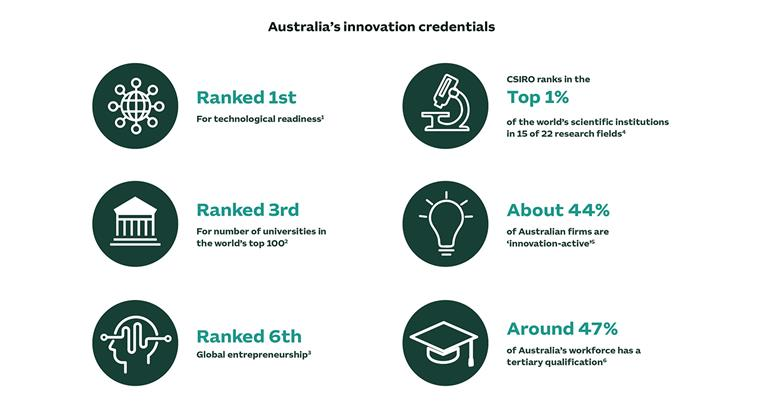 Australia's innovation credentials
Ranked 1st
For technological readiness¹
CSIRO ranks in the
Top 1%
of the world's scientific institutions
in 15 of 22 research fields⁴
Ranked 3rd
For number of universities in
the world's top 100²
About 44%
of Australian firms are
'innovation-active'⁵
Ranked 6th
Global entrepreneurship³
Around 47%
of Australia's workforce has a
tertiary qualification⁶